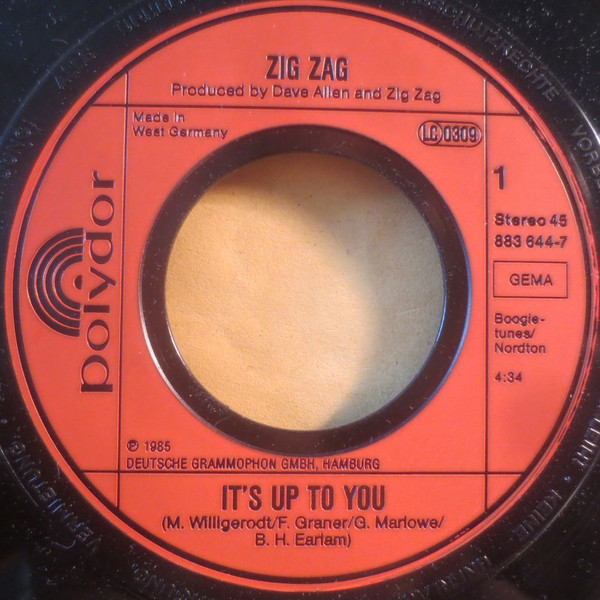 ZIG ZAG
Produced by Dave Allen and Zig Zag
Made in
West Germany
LC 0309
1
Stereo 45
883 644-7
GEMA
Boogie-
tunes/
Nordton
4:34
polydor
℗ 1985
DEUTSCHE GRAMMOPHON GMBH, HAMBURG
IT'S UP TO YOU
(M. Willigerodt/F. Graner/G. Marlowe/
B. H. Earlam)